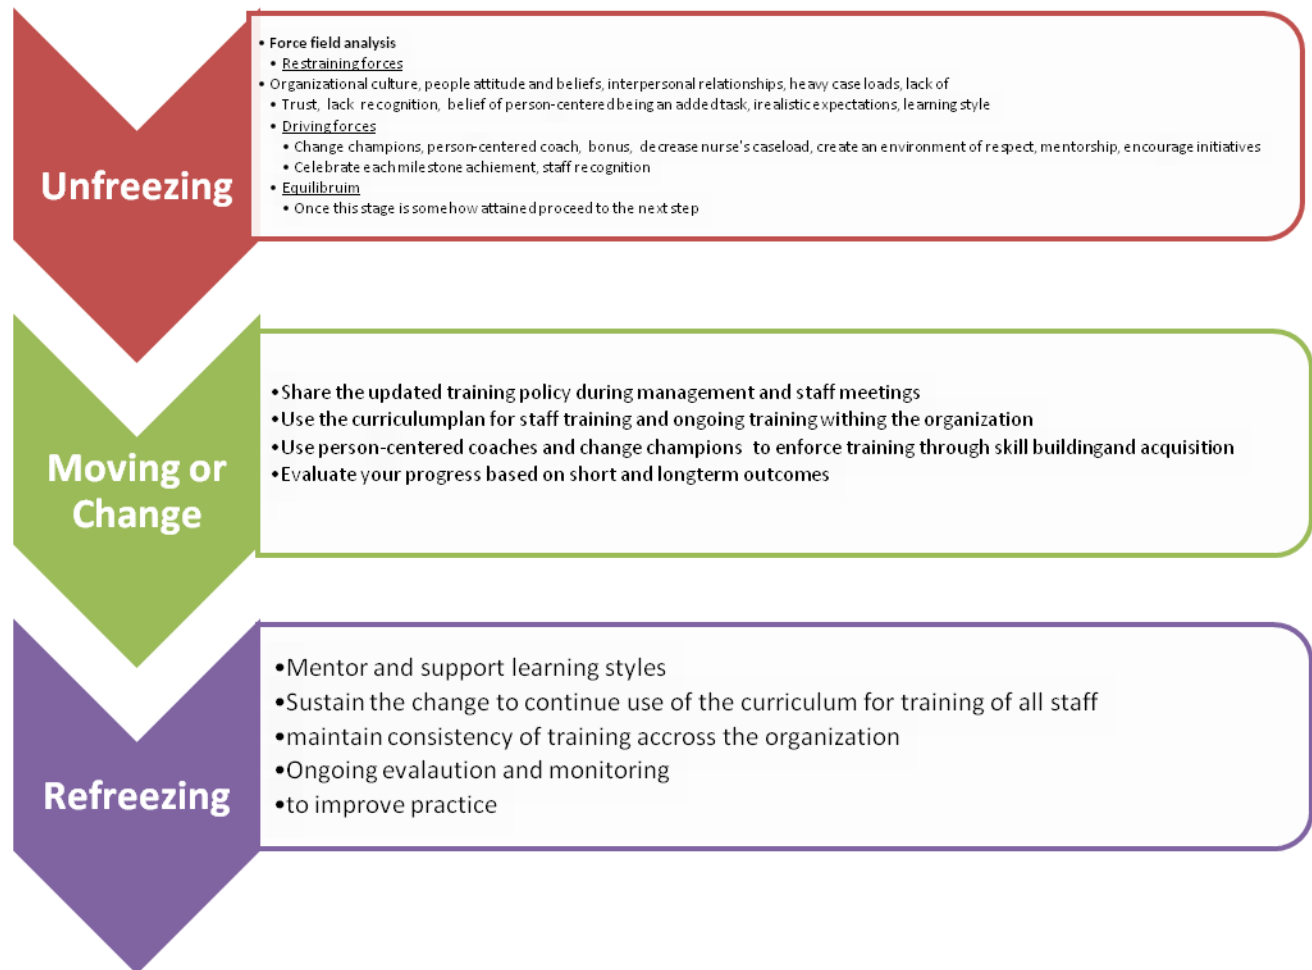 Unfreezing
• Force field analysis
• Restraining forces
• Organizational culture, people attitude and beliefs, interpersonal relationships, heavy case loads, lack of
• Trust, lack recognition, belief of person-centered being an added task, irealistic expectations, learning style
• Driving forces
• Change champions, person-centered coach, bonus, decrease nurse's caseload, create an environment of respect, mentorship, encourage initiatives
• Celebrate each milestone achiement, staff recognition
• Equilibruim
• Once this stage is somehow attained proceed to the next step
Moving or
Change
•Share the updated training policy during management and staff meetings
•Use the curriculumplan for staff training and ongoing training withing the organization
•Use person-centered coaches and change champions to enforce training through skill buildingand acquisition
•Evaluate your progress based on short and longterm outcomes
Refreezing
•Mentor and support learning styles
•Sustain the change to continue use of the curriculum for training of all staff
•maintain consistency of training accross the organization
•Ongoing evalaution and monitoring
•to improve practice